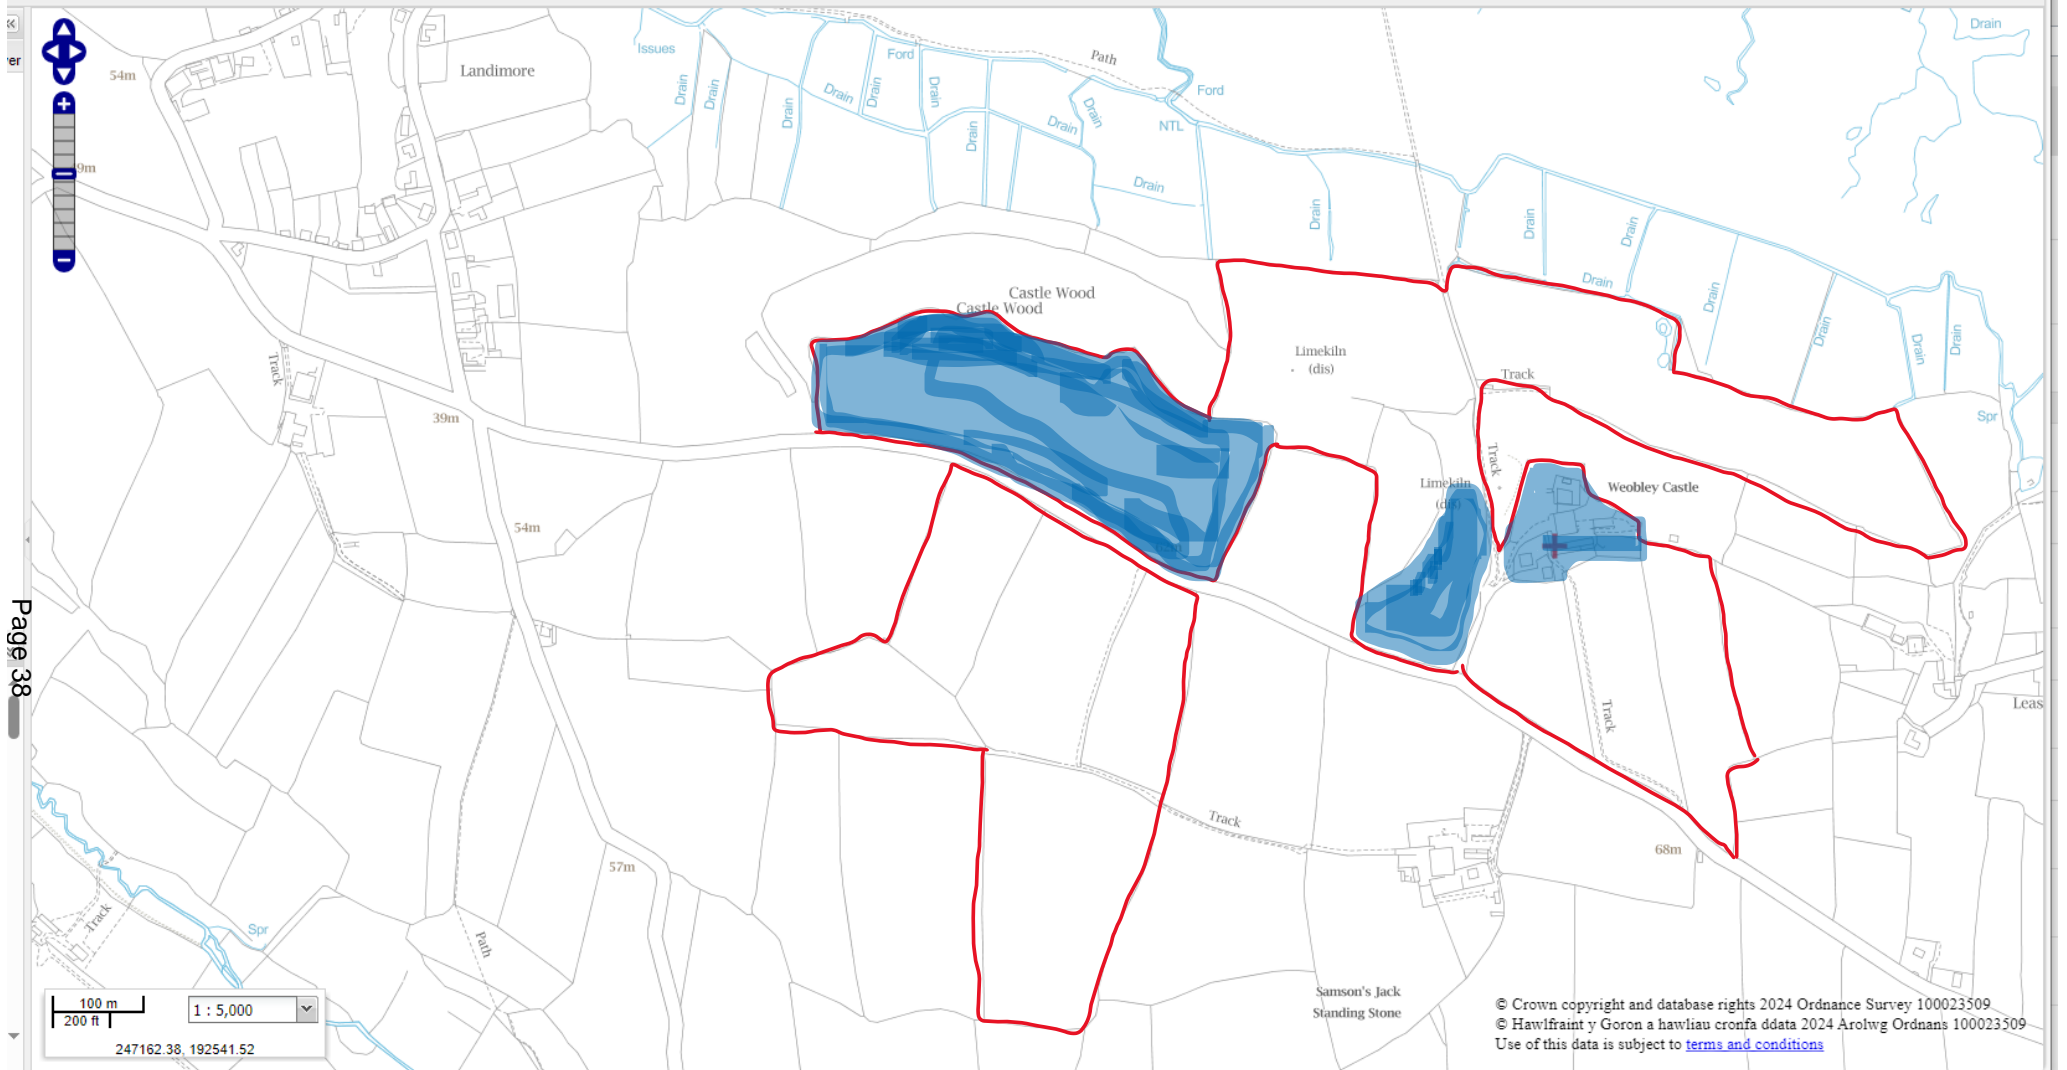 Drain
Issues
Path
Ford
54m
Landimore
Drain
Drain
Drain
Drain
Drain
Drain
Ford
NTL
Drain
Drain
Drain
9m
Drain
Drain
Drain
Drain
Drain
Castle Wood
Castle Wood
Drain
Drain
Drain
Drain
Drain
Limekiln
(dis)
Track
Track
39m
Spr
Track
Limekiln
(dis)
Weobley Castle
54m
Page 38
Leas
Track
Track
57m
68m
Track
Spr
Path
Samson's Jack
Standing Stone
100 m
200 ft
1 : 5,000
247162.38, 192541.52
© Crown copyright and database rights 2024 Ordnance Survey 100023509
© Hawlfraint y Goron a hawliau cronfa ddata 2024 Arolwg Ordnans 100023509
Use of this data is subject to terms and conditions